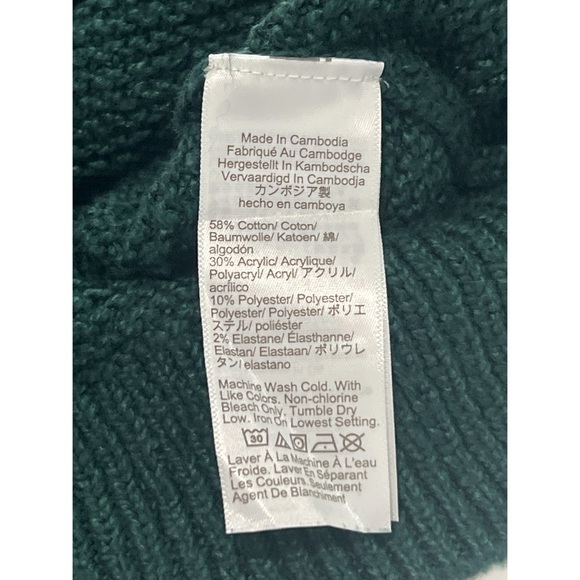 Made In Cambodia
Fabriqué Au Cambodge
Hergestellt In Kambodscha
Vervaardigd In Cambodja
カンボジア製
hecho en camboya
58% Cotton/ Coton/
Baumwolle/ Katoen/ 綿/
algodón
30% Acrylic/ Acrylique/
Polyacryl/ Acryl/ アクリル/
acrílico
10% Polyester/ Polyester/
Polyester/ Polyester/ ポリエ
ステル/ poliéster
2% Elastane/ Élasthanne/
Elastan/ Elastaan/ ポリウレ
タン/ elastano
Machine Wash Cold. With
Like Colors. Non-chlorine
Bleach Only. Tumble Dry
Low. Iron On Lowest Setting.
30
Laver À La Machine À L'eau
Froide. Laver En Séparant
Les Couleurs. Seulement
Agent De Blanchiment